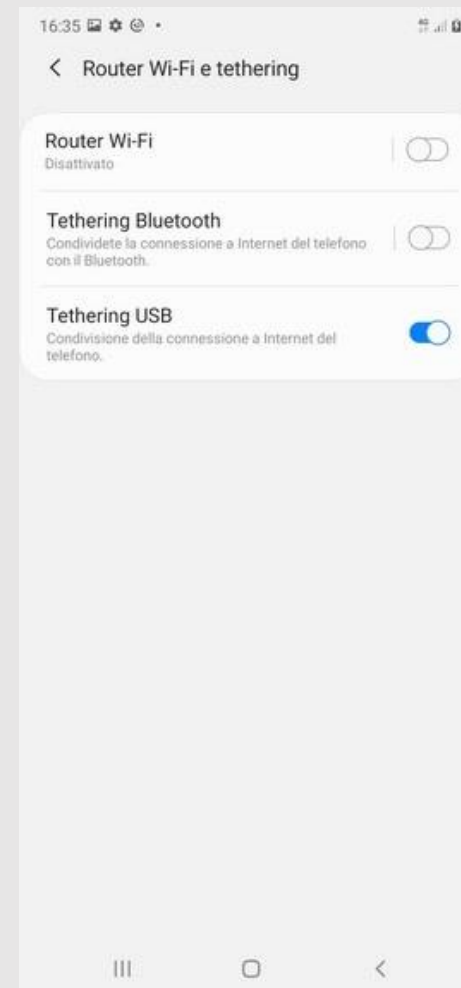 16:35
Router Wi-Fi e tethering
Router Wi-Fi
Disattivato
Tethering Bluetooth
Condividete la connessione a Internet del telefono
con il Bluetooth.
Tethering USB
Condivisione della connessione a Internet del
telefono.